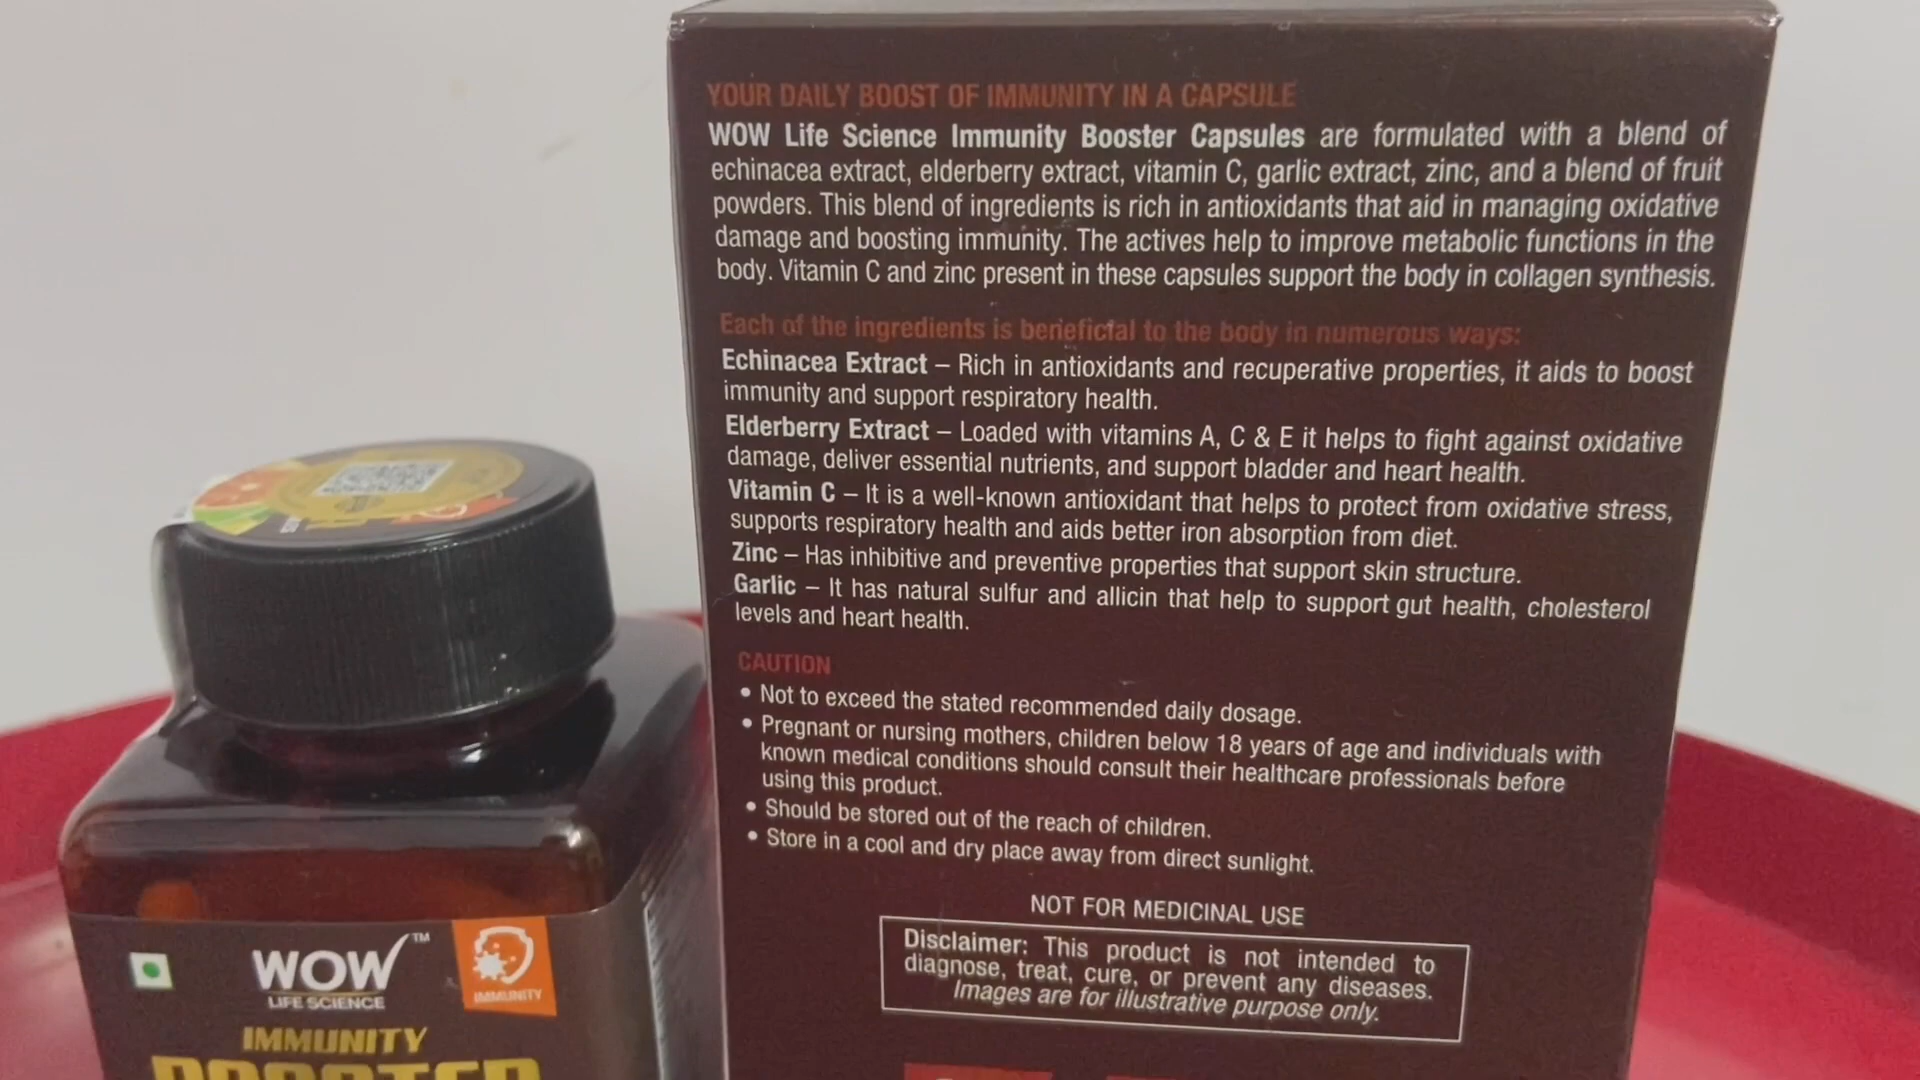 YOUR DAILY BOOST OF IMMUNITY IN A CAPSULE
WOW Life Science Immunity Booster Capsules are formulated with a blend of
echinacea extract, elderberry extract, vitamin C, garlic extract, zinc, and a blend of fruit
powders. This blend of ingredients is rich in antioxidants that aid in managing oxidative
damage and boosting immunity. The actives help to improve metabolic functions in the
body. Vitamin C and zinc present in these capsules support the body in collagen synthesis.
Each of the ingredients is beneficial to the body in numerous ways:
Echinacea Extract – Rich in antioxidants and recuperative properties, it aids to boost
immunity and support respiratory health.
Elderberry Extract – Loaded with vitamins A, C & E it helps to fight against oxidative
damage, deliver essential nutrients, and support bladder and heart health.
Vitamin C – It is a well-known antioxidant that helps to protect from oxidative stress,
supports respiratory health and aids better iron absorption from diet.
Zinc – Has inhibitive and preventive properties that support skin structure.
Garlic – It has natural sulfur and allicin that help to support gut health, cholesterol
levels and heart health.
CAUTION
• Not to exceed the stated recommended daily dosage.
• Pregnant or nursing mothers, children below 18 years of age and individuals with
known medical conditions should consult their healthcare professionals before
using this product.
• Should be stored out of the reach of children.
• Store in a cool and dry place away from direct sunlight.
NOT FOR MEDICINAL USE
Disclaimer: This product is not intended to
diagnose, treat, cure, or prevent any diseases.
Images are for illustrative purpose only.
WOW™
LIFE SCIENCE
IMMUNITY
IMMUNITY
BOOSTER